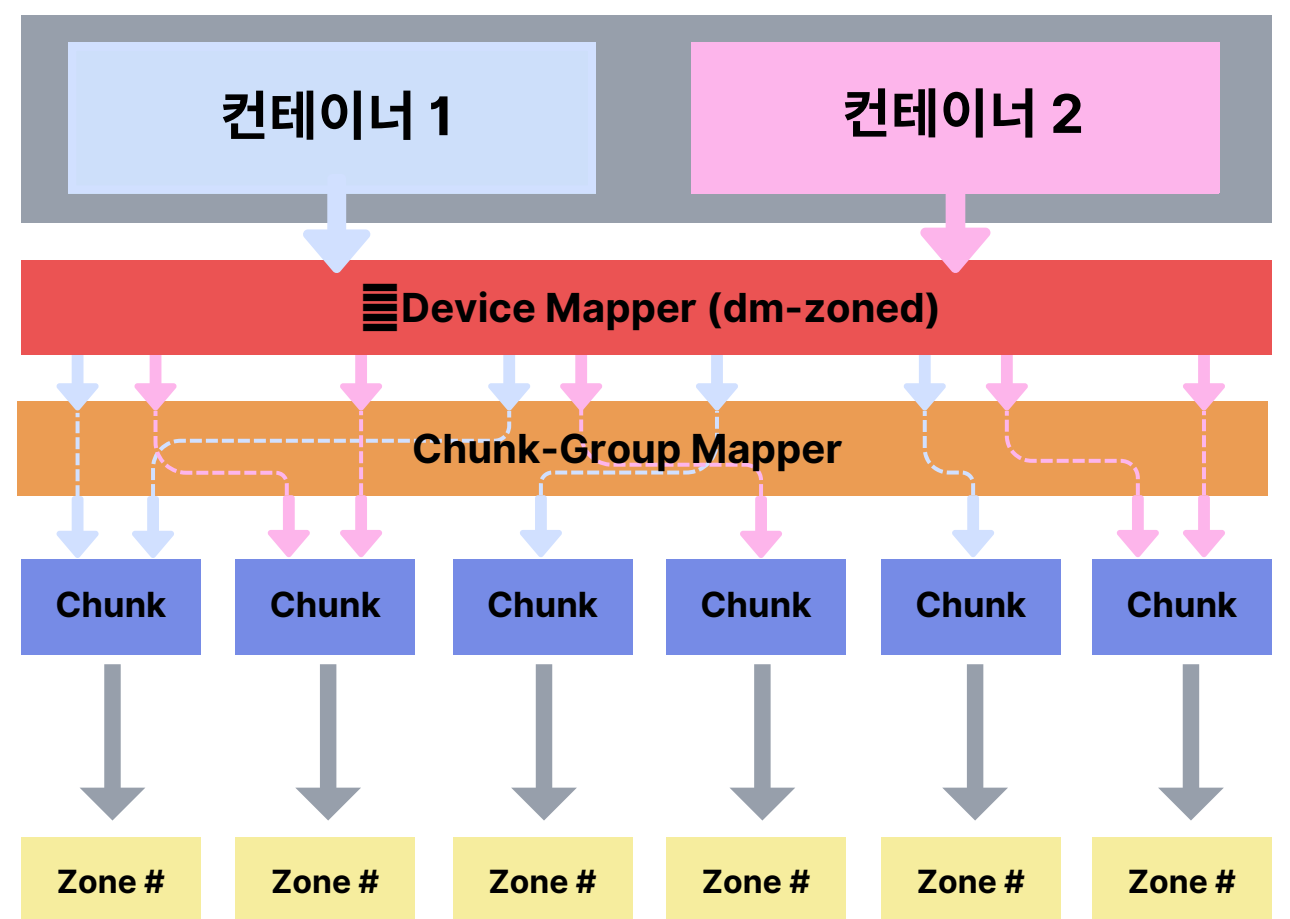 컨테이너 1
컨테이너 2
Device Mapper (dm-zoned)
Chunk-Group Mapper
Chunk
Chunk
Chunk
Chunk
Chunk
Chunk
Zone #
Zone #
Zone #
Zone #
Zone #
Zone #